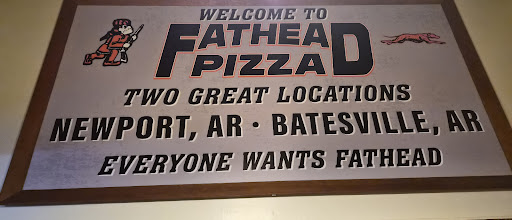 WELCOME TO
FATHEAD
PIZZA
TWO GREAT LOCATIONS
NEWPORT, AR · BATESVILLE, AR
EVERYONE WANTS FATHEAD